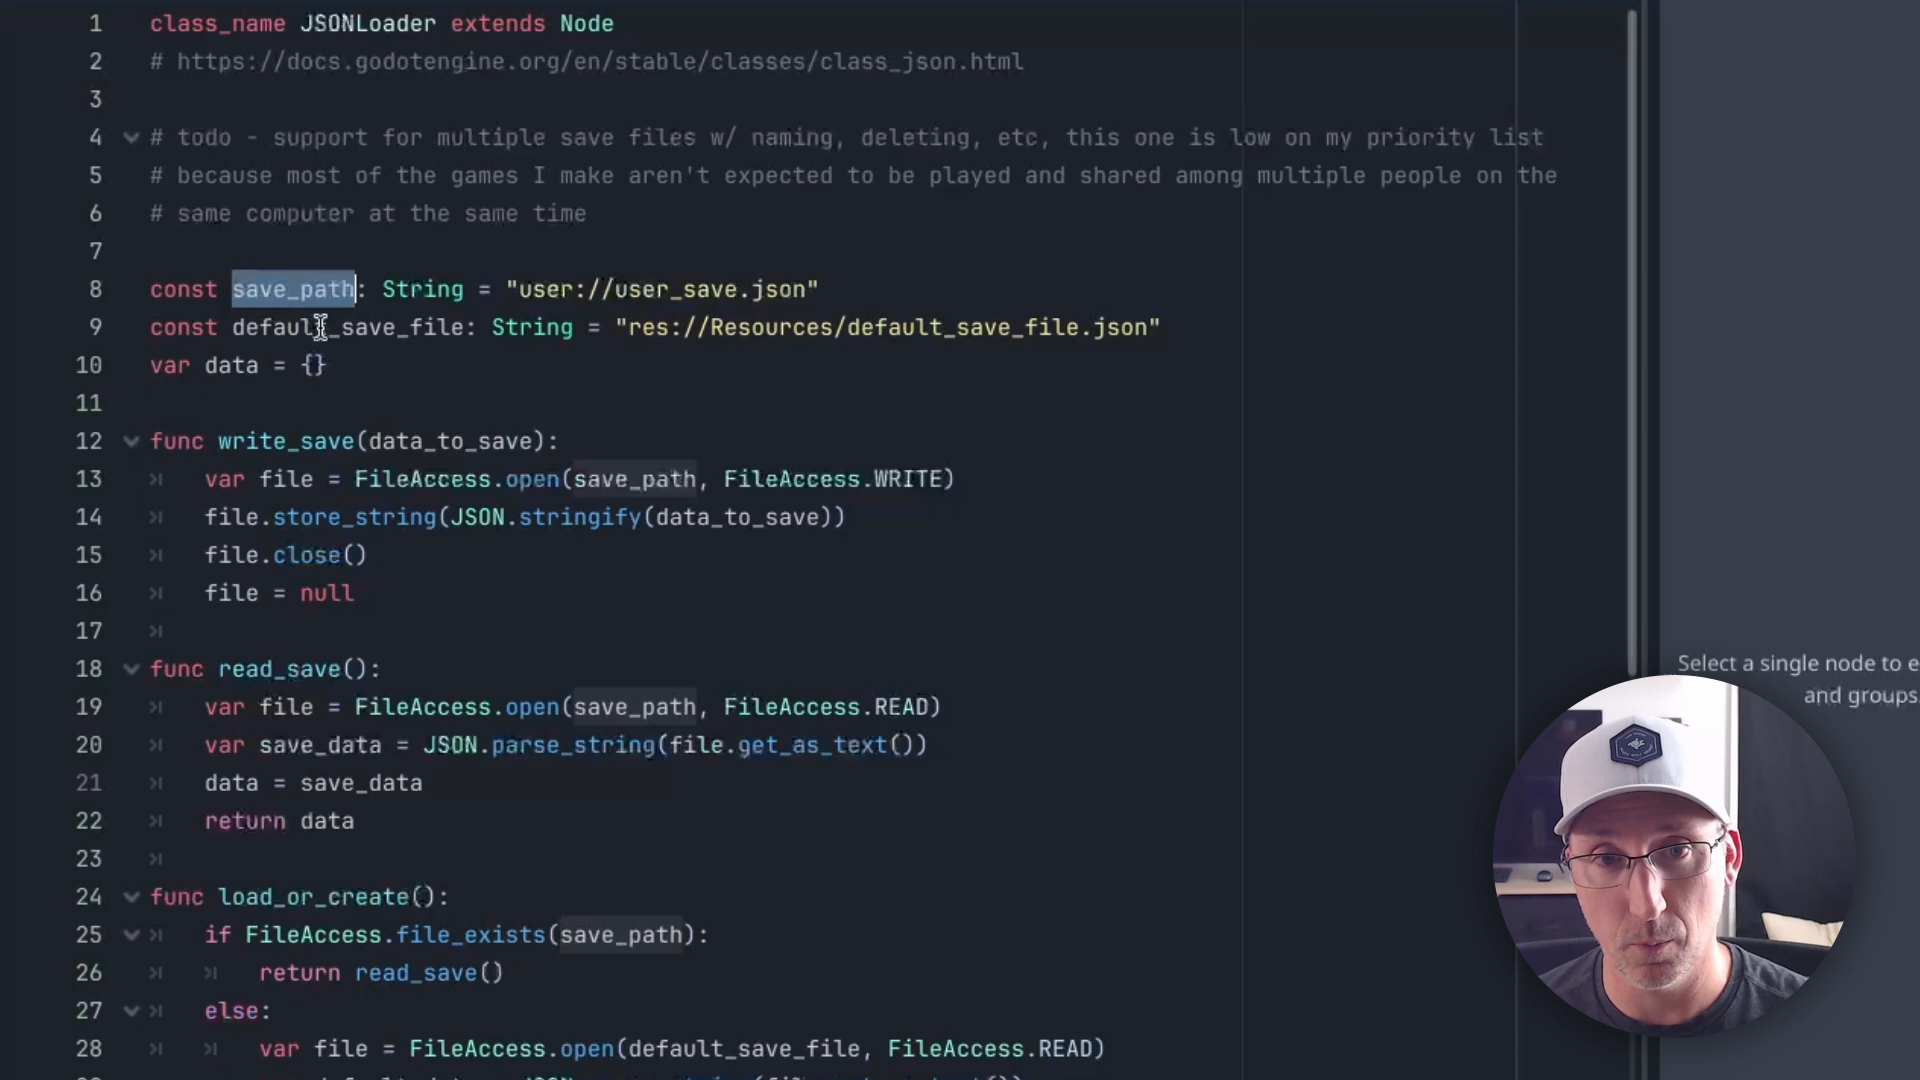 1 class_name JSONLoader extends Node
2 # https://docs.godotengine.org/en/stable/classes/class_json.html
3
4 # todo - support for multiple save files w/ naming, deleting, etc, this one is low on my priority list
5 # because most of the games I make aren't expected to be played and shared among multiple people on the
6 # same computer at the same time
7
8 const save_path: String = "user://user_save.json"
9 const default_save_file: String = "res://Resources/default_save_file.json"
10 var data = {}
11
12 func write_save(data_to_save):
13 var file = FileAccess.open(save_path, FileAccess.WRITE)
14 file.store_string(JSON.stringify(data_to_save))
15 file.close()
16 file = null
17
18 func read_save():
19 var file = FileAccess.open(save_path, FileAccess.READ)
20 var save_data = JSON.parse_string(file.get_as_text())
21 data = save_data
22 return data
23
24 func load_or_create():
25 if FileAccess.file_exists(save_path):
26 return read_save()
27 else:
28 var file = FileAccess.open(default_save_file, FileAccess.READ)
Select a single node to e
and groups.